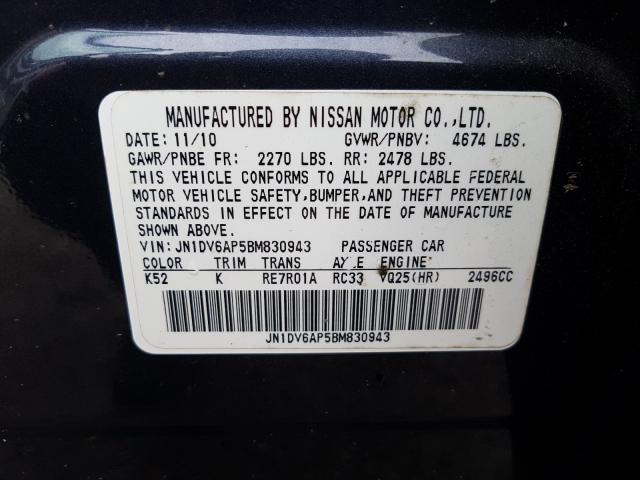 MANUFACTURED BY NISSAN MOTOR CO.,LTD.
DATE: 11/10 GVWR/PNBV: 4674 LBS.
GAWR/PNBE FR: 2270 LBS. RR: 2478 LBS.
THIS VEHICLE CONFORMS TO ALL APPLICABLE FEDERAL
MOTOR VEHICLE SAFETY,BUMPER,AND THEFT PREVENTION
STANDARDS IN EFFECT ON THE DATE OF MANUFACTURE
SHOWN ABOVE.
VIN: JN1DV6AP5BM830943 PASSENGER CAR
COLOR TRIM TRANS AXLE ENGINE
K52 K RE7R01A RC33 VQ25(HR) 2496CC
JN1DV6AP5BM830943